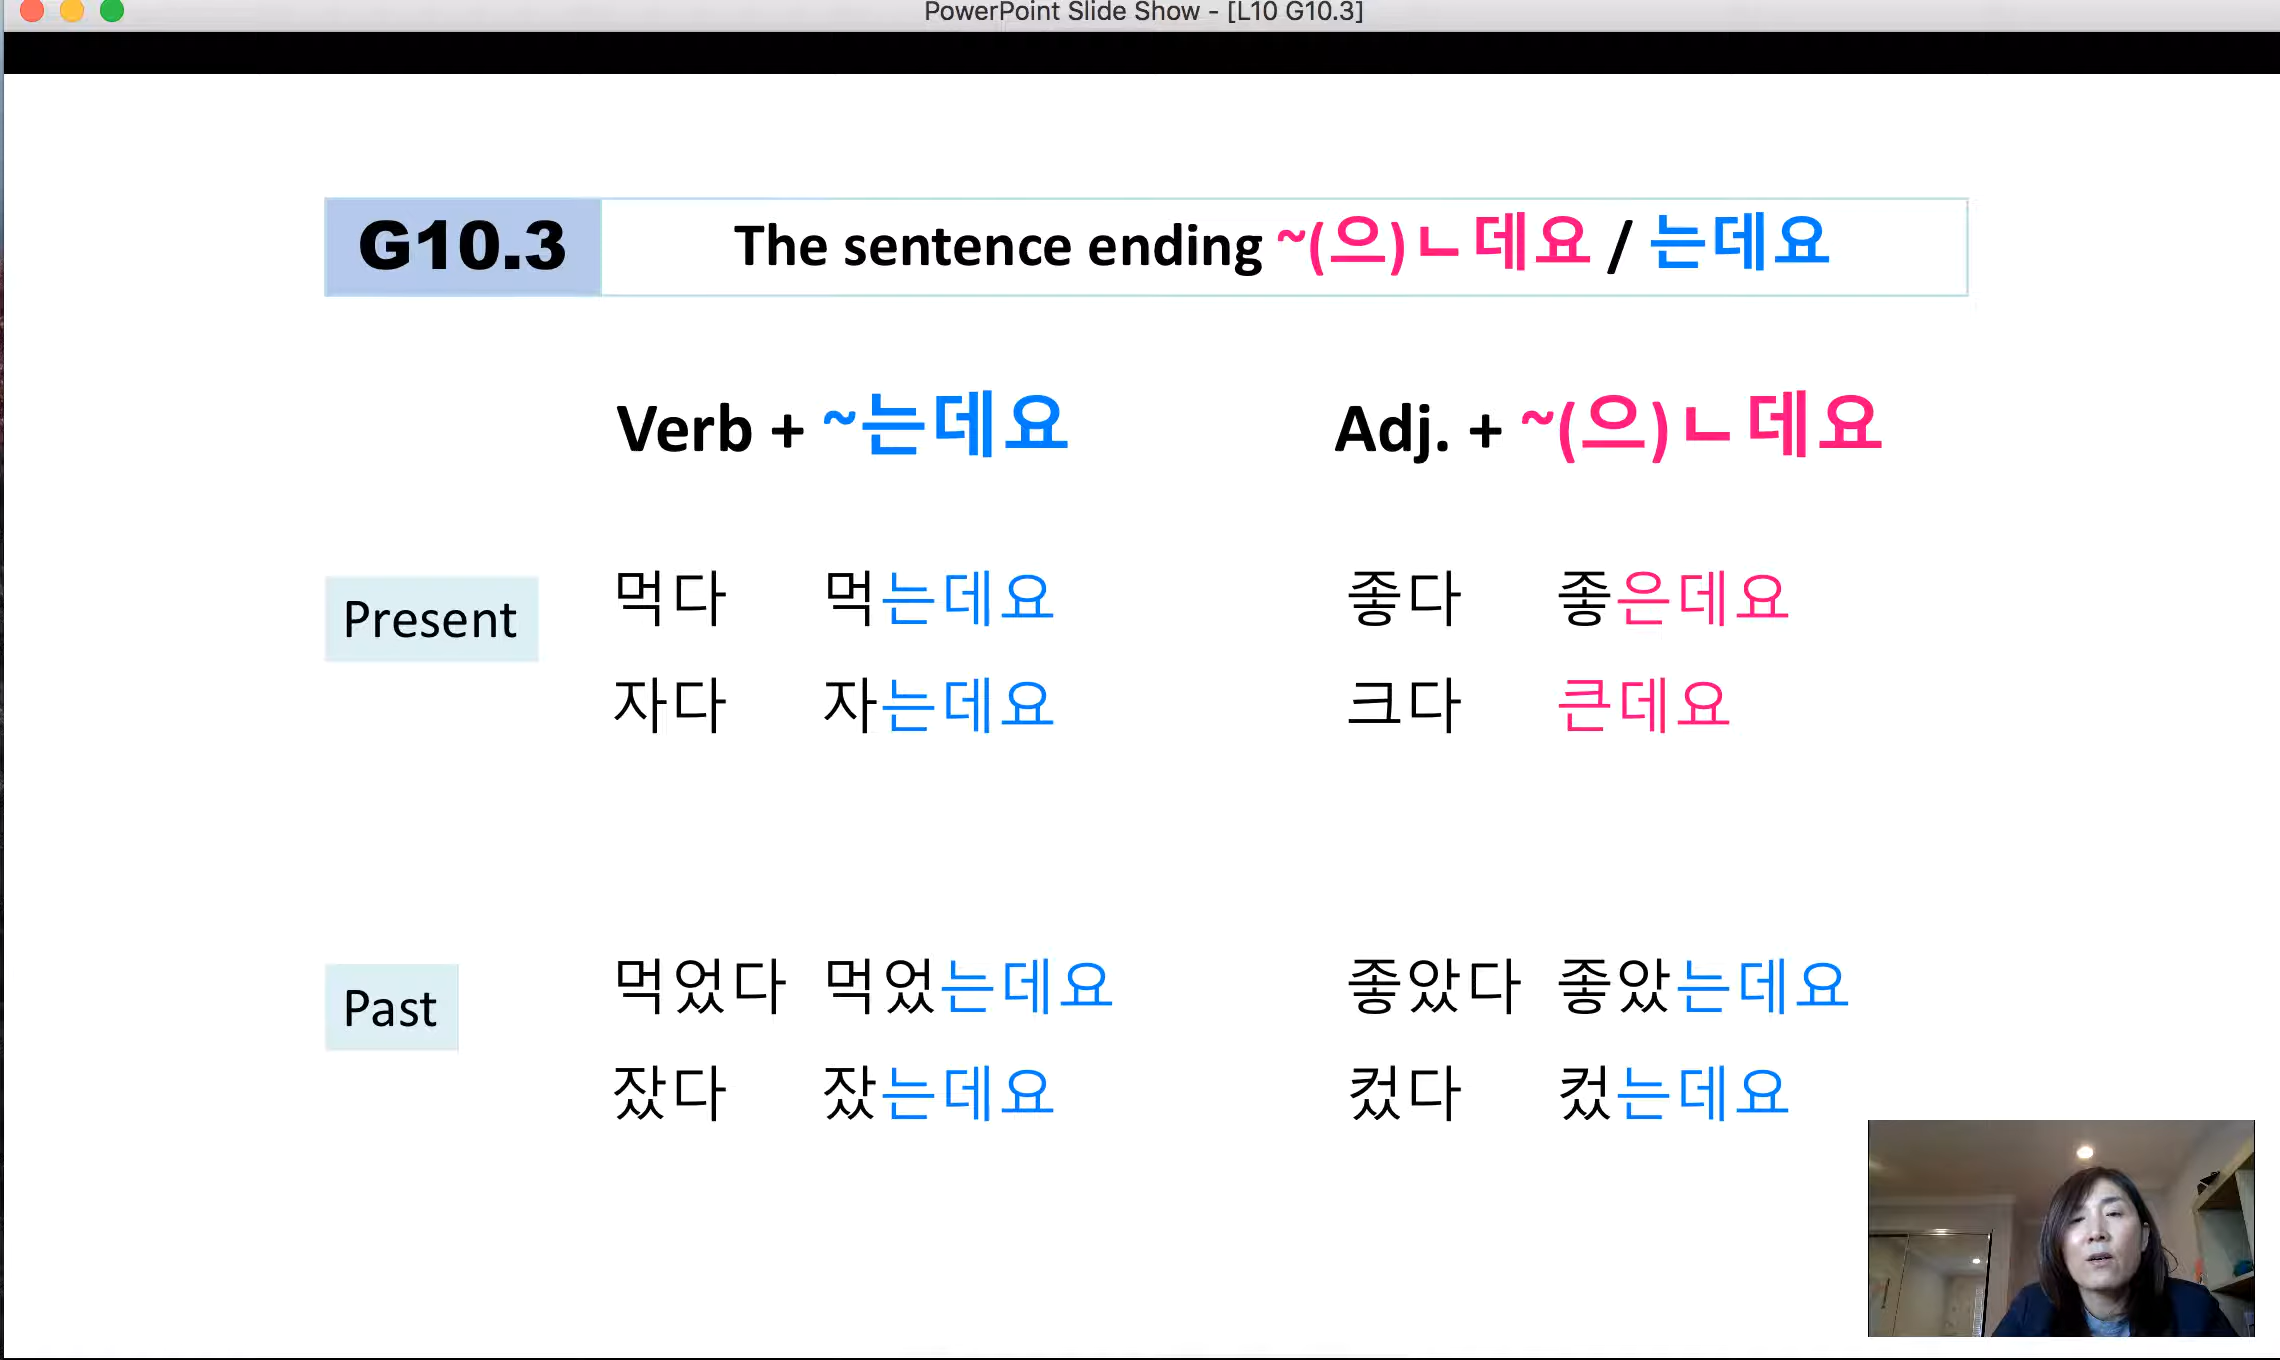 PowerPoint Slide Show - [L10 G10.3]
G10.3 The sentence ending ~(으)ㄴ데요 / 는데요
Verb + ~는데요 Adj. + ~(으)ㄴ데요
Present 먹다 먹는데요 좋다 좋은데요
자다 자는데요 크다 큰데요
Past 먹었다 먹었는데요 좋았다 좋았는데요
잤다 잤는데요 컸다 컸는데요